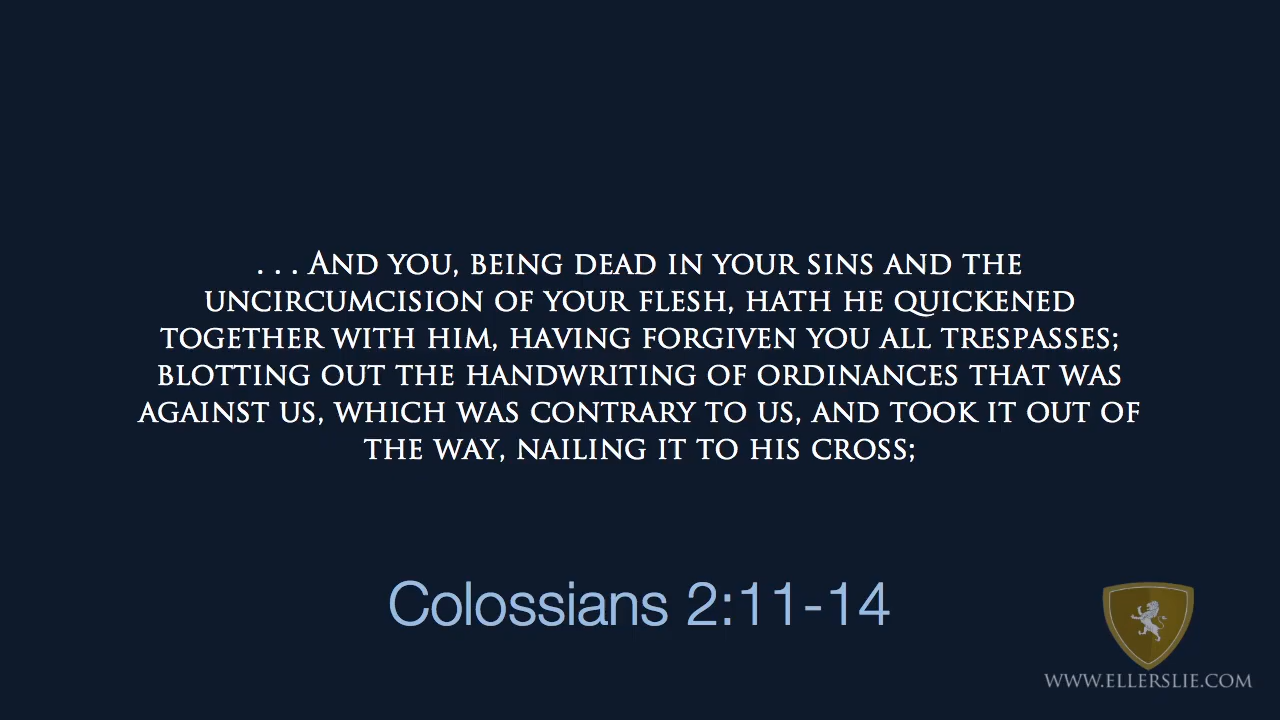 . . . And you, being dead in your sins and the
uncircumcision of your flesh, hath he quickened
together with him, having forgiven you all trespasses;
blotting out the handwriting of ordinances that was
against us, which was contrary to us, and took it out of
the way, nailing it to his cross;
Colossians 2:11-14
www.ellerslie.com